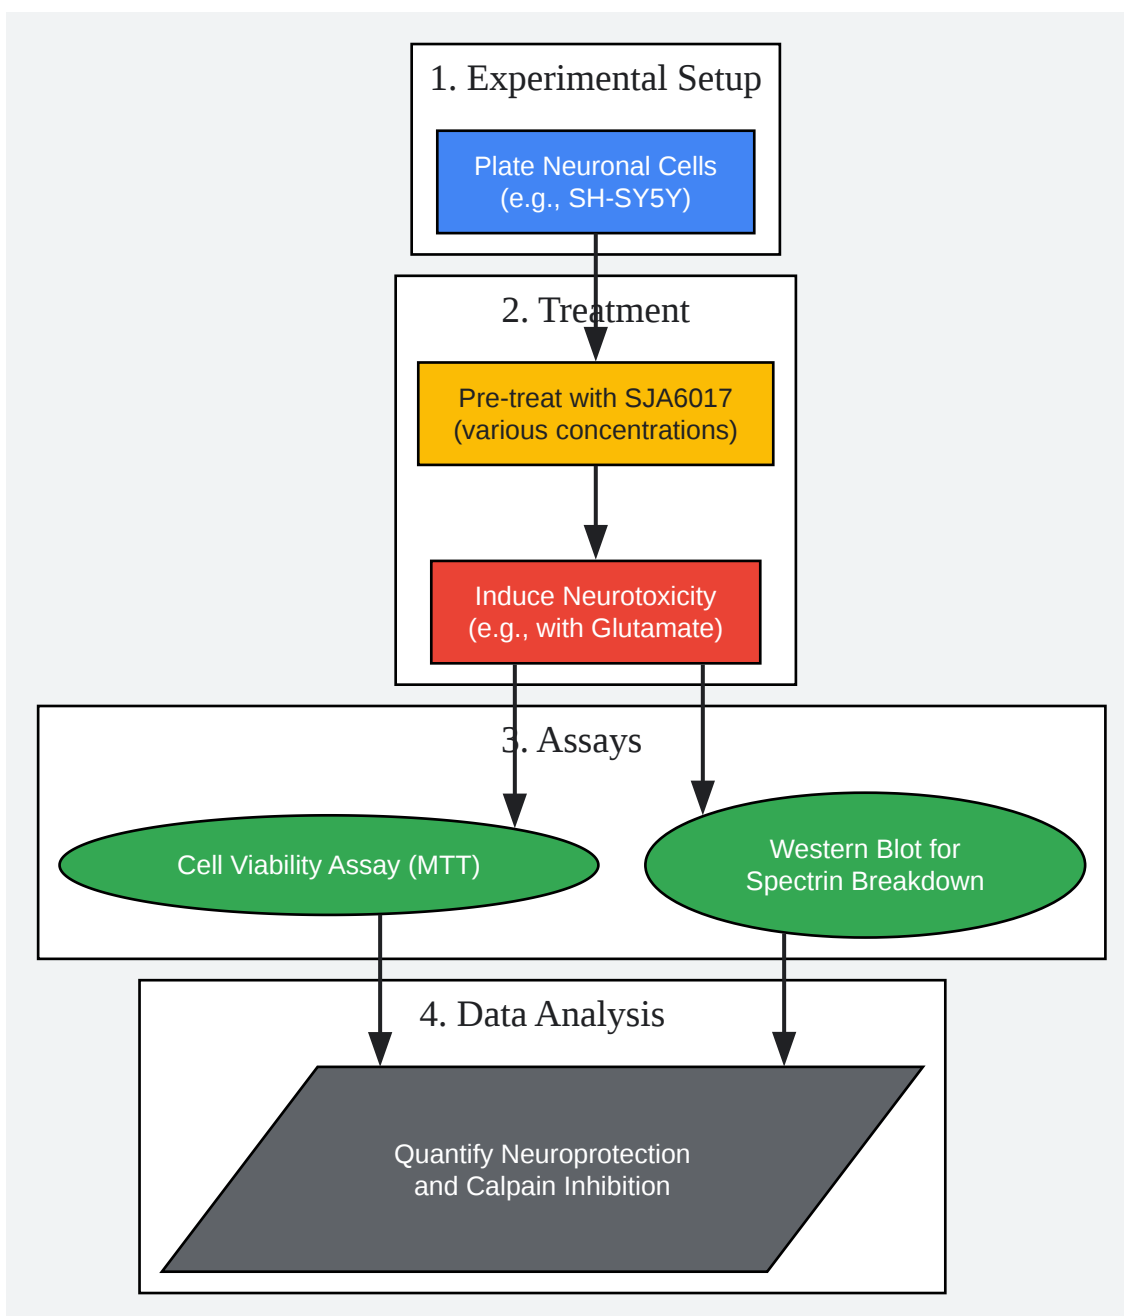 1. Experimental Setup
Plate Neuronal Cells
(e.g., SH-SY5Y)
2. Treatment
Pre-treat with SJA6017
(various concentrations)
Induce Neurotoxicity
(e.g., with Glutamate)
3. Assays
Cell Viability Assay (MTT)
Western Blot for
Spectrin Breakdown
4. Data Analysis
Quantify Neuroprotection
and Calpain Inhibition